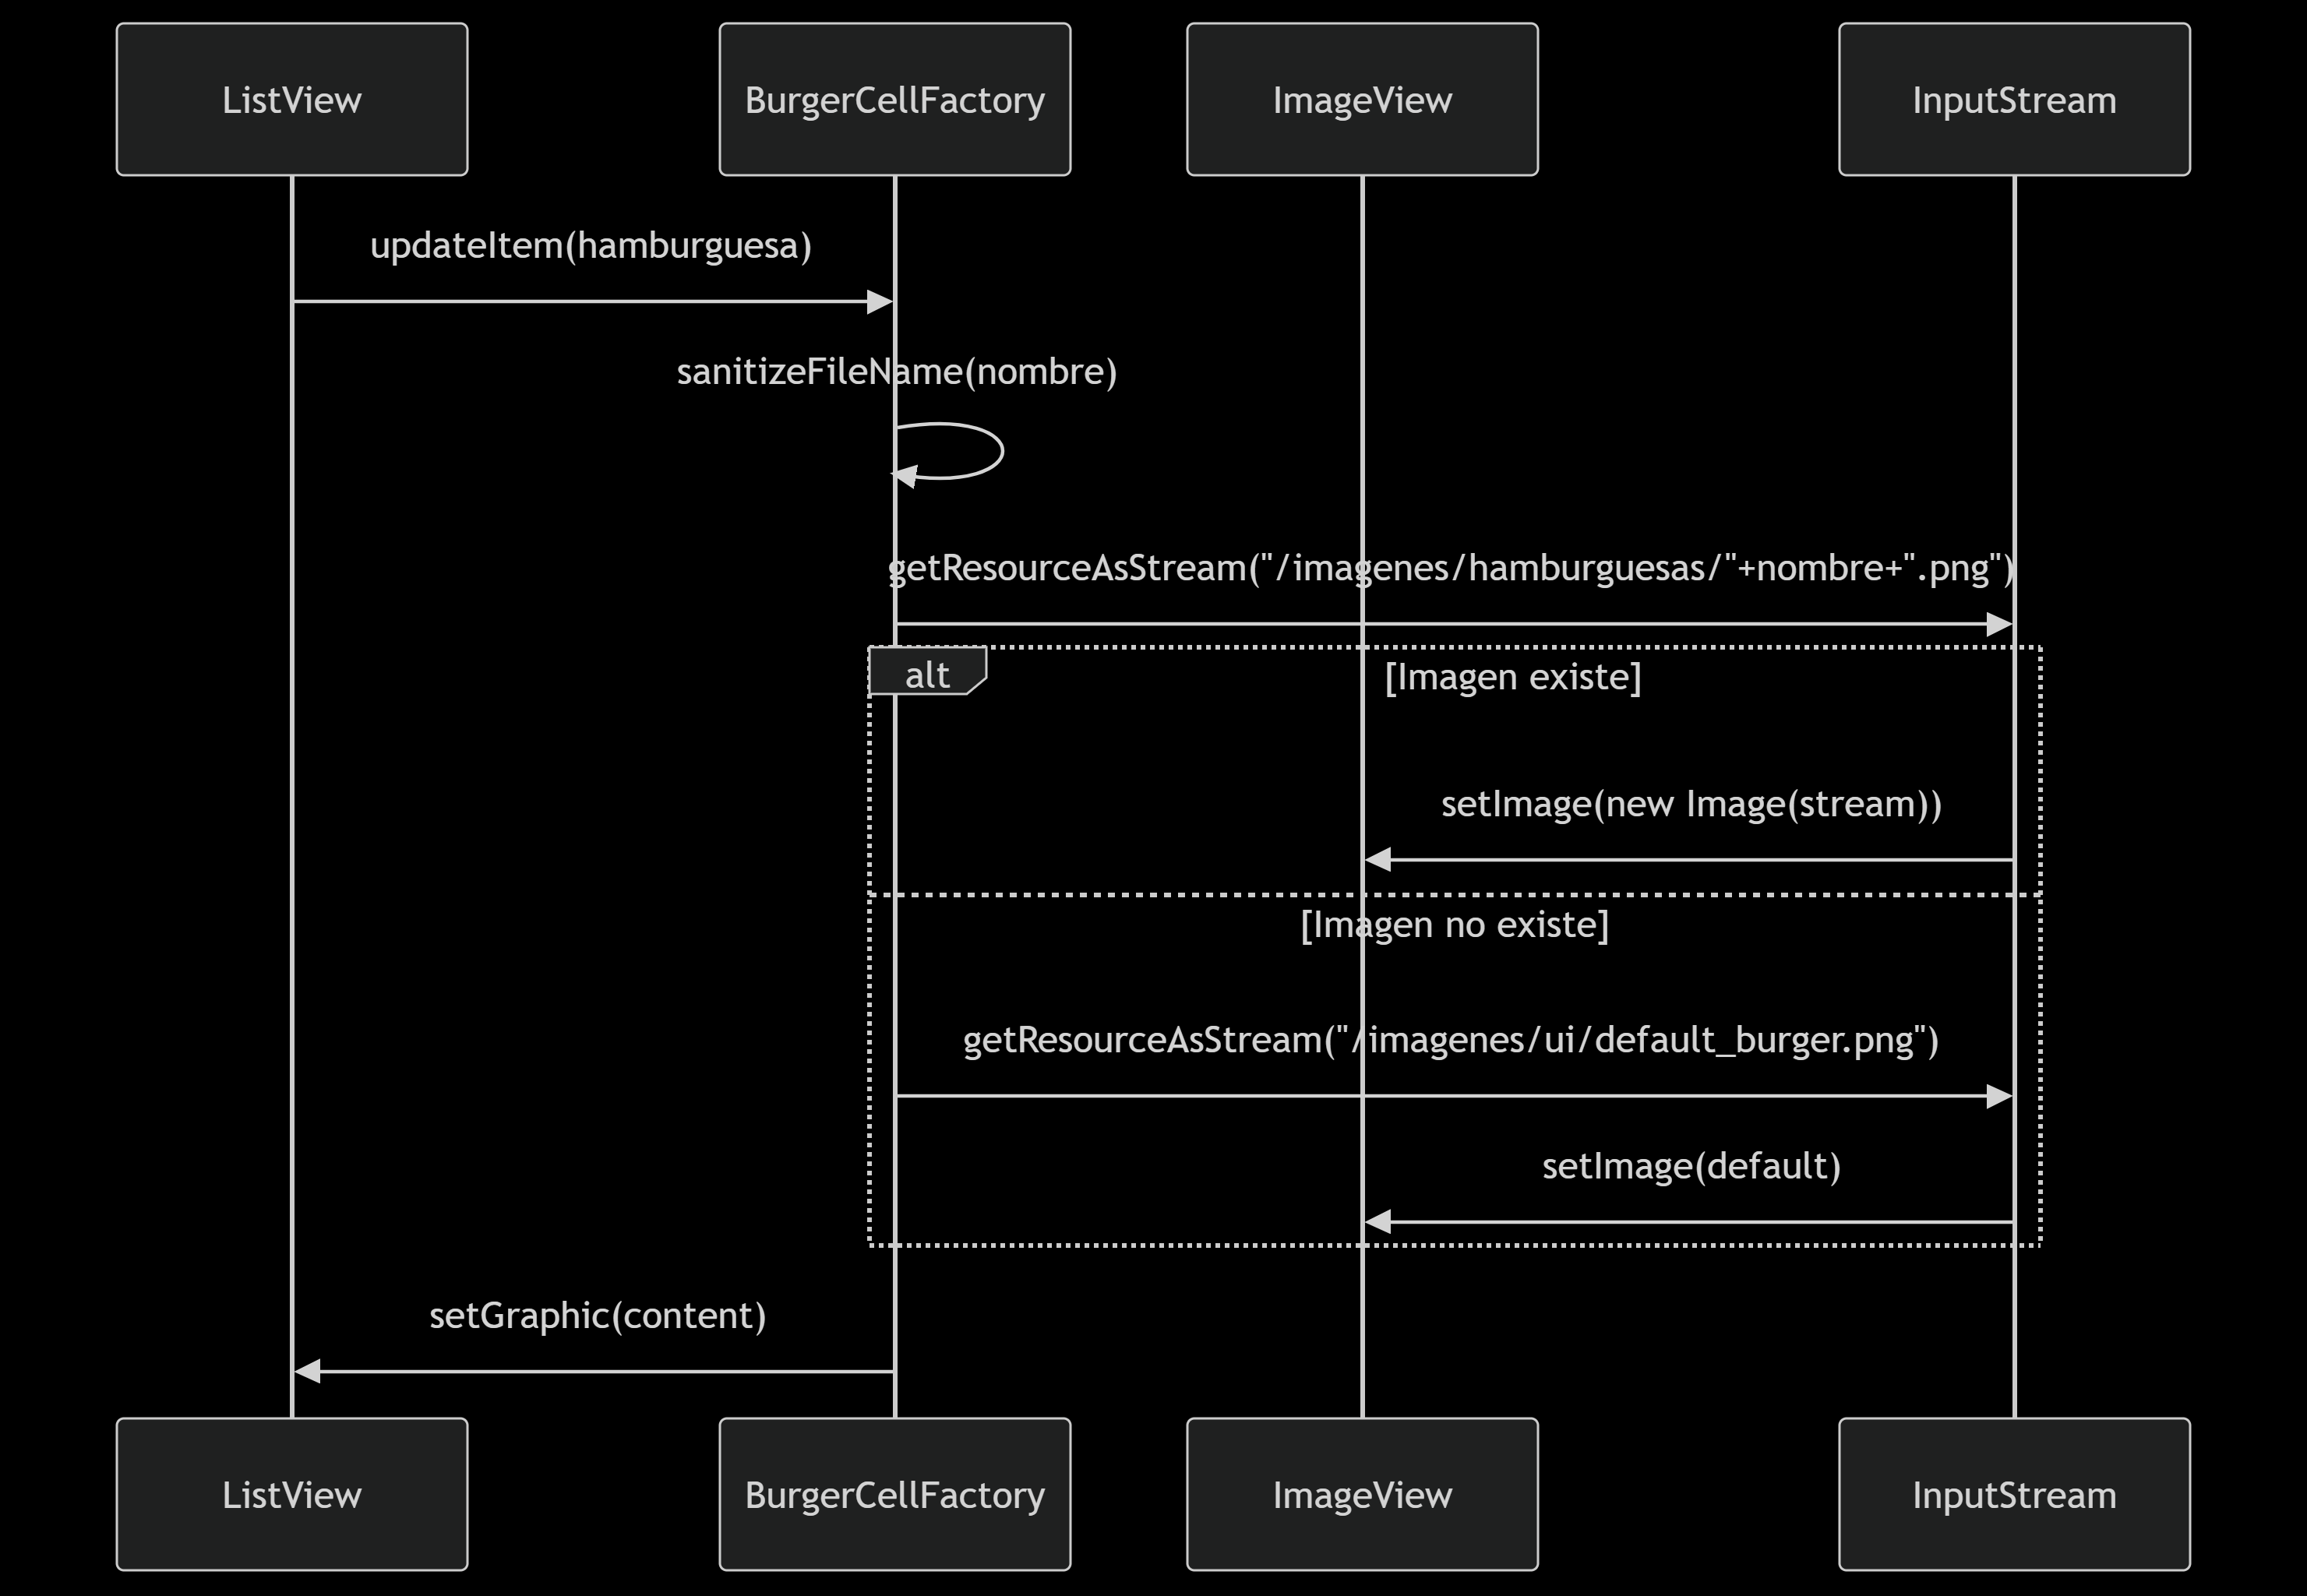 ListView
BurgerCellFactory
ImageView
InputStream
updateItem(hamburguesa)
sanitizeFileName(nombre)
getResourceAsStream("/imagenes/hamburguesas/"+nombre+".png")
alt
[Imagen existe]
setImage(new Image(stream))
[Imagen no existe]
getResourceAsStream("/imagenes/ui/default_burger.png")
setImage(default)
setGraphic(content)
ListView
BurgerCellFactory
ImageView
InputStream